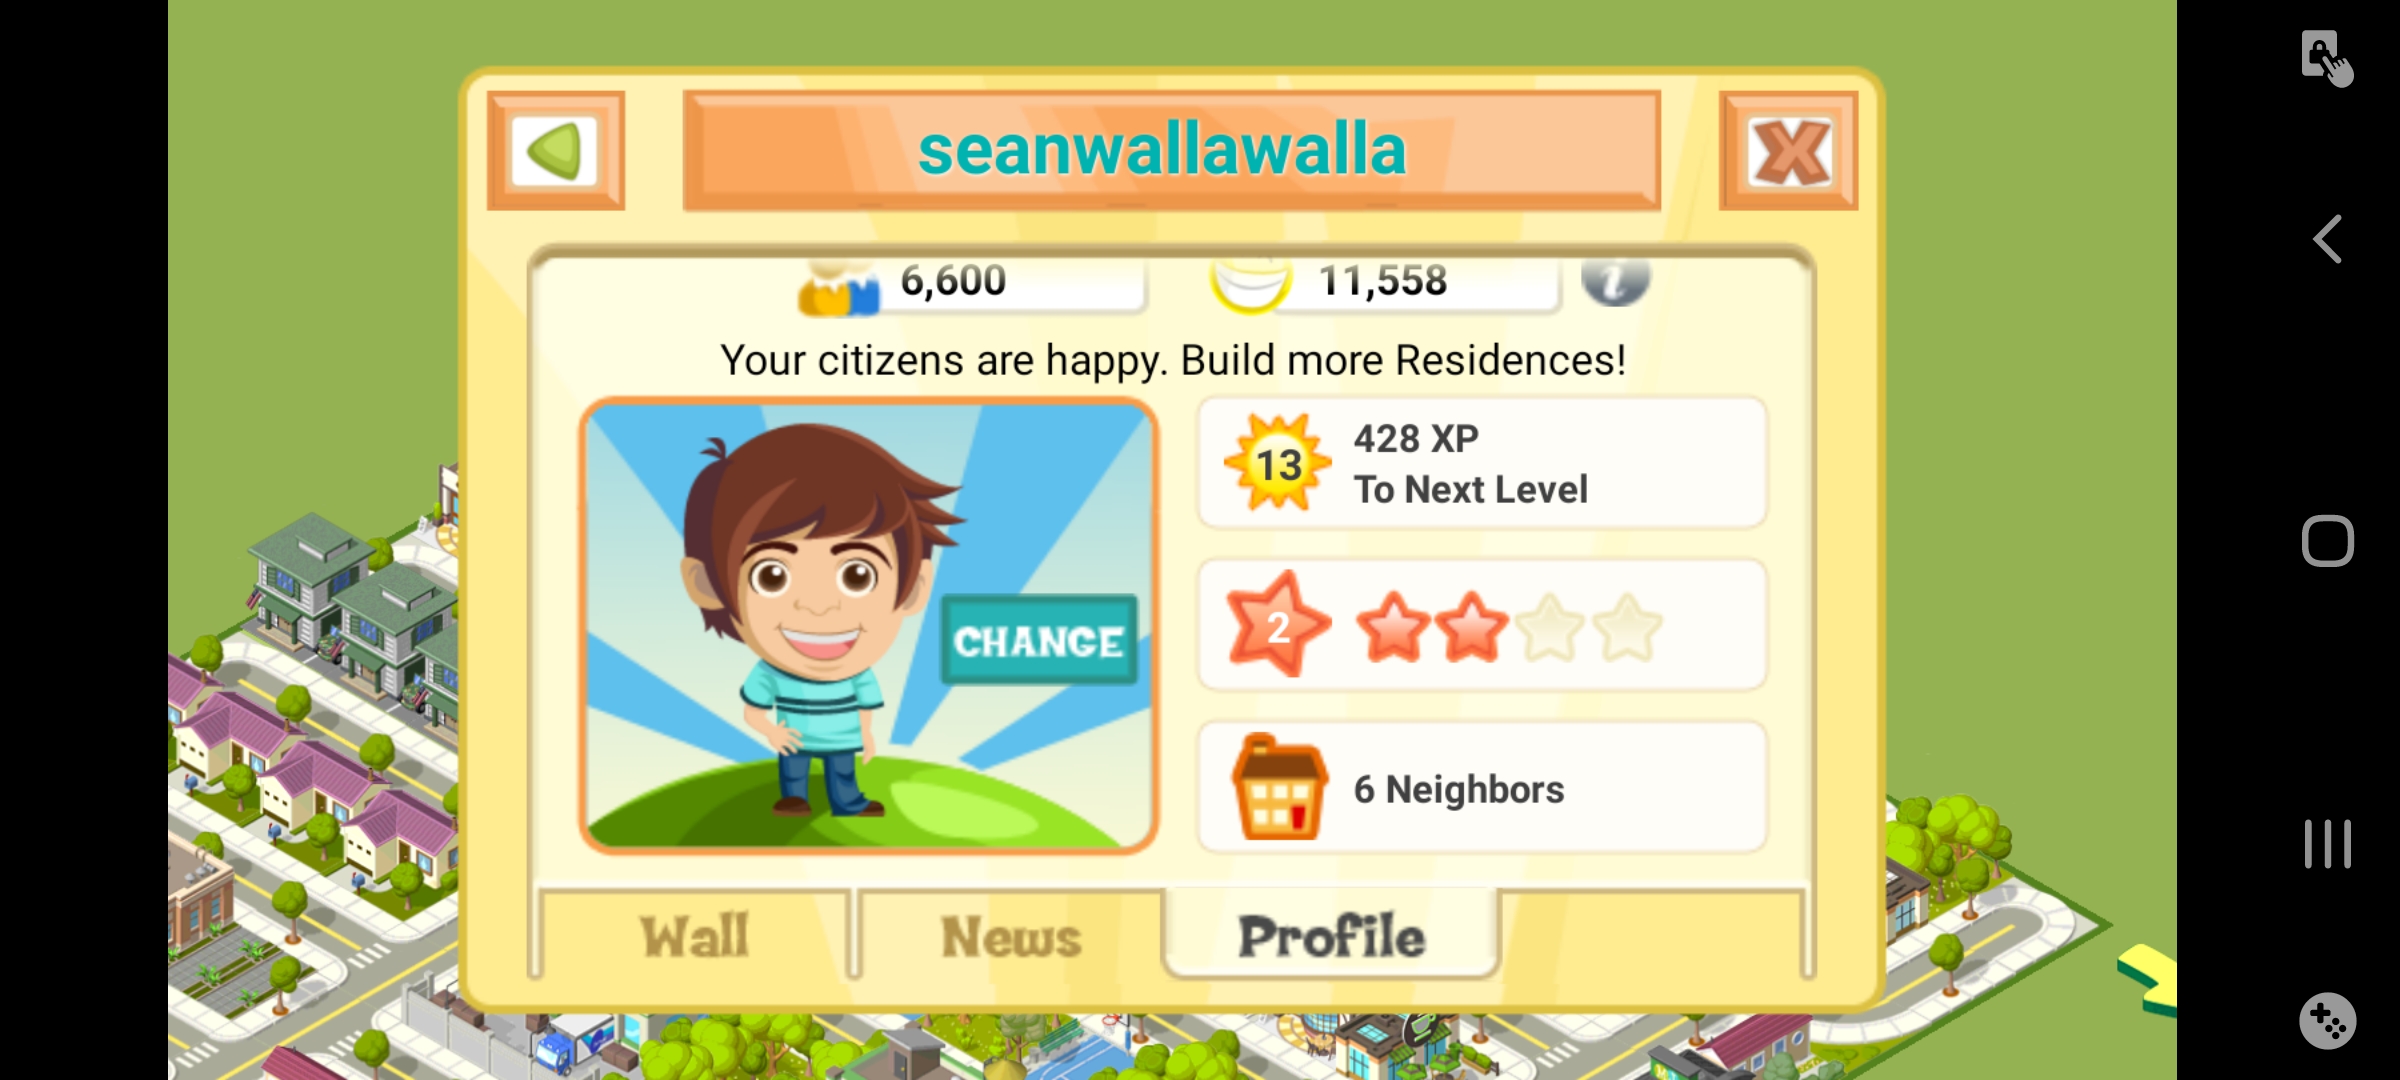 seanwallawalla
6,600
11,558
i
Your citizens are happy. Build more Residences!
13
428 XP
To Next Level
CHANGE
2
6 Neighbors
Wall
News
Profile